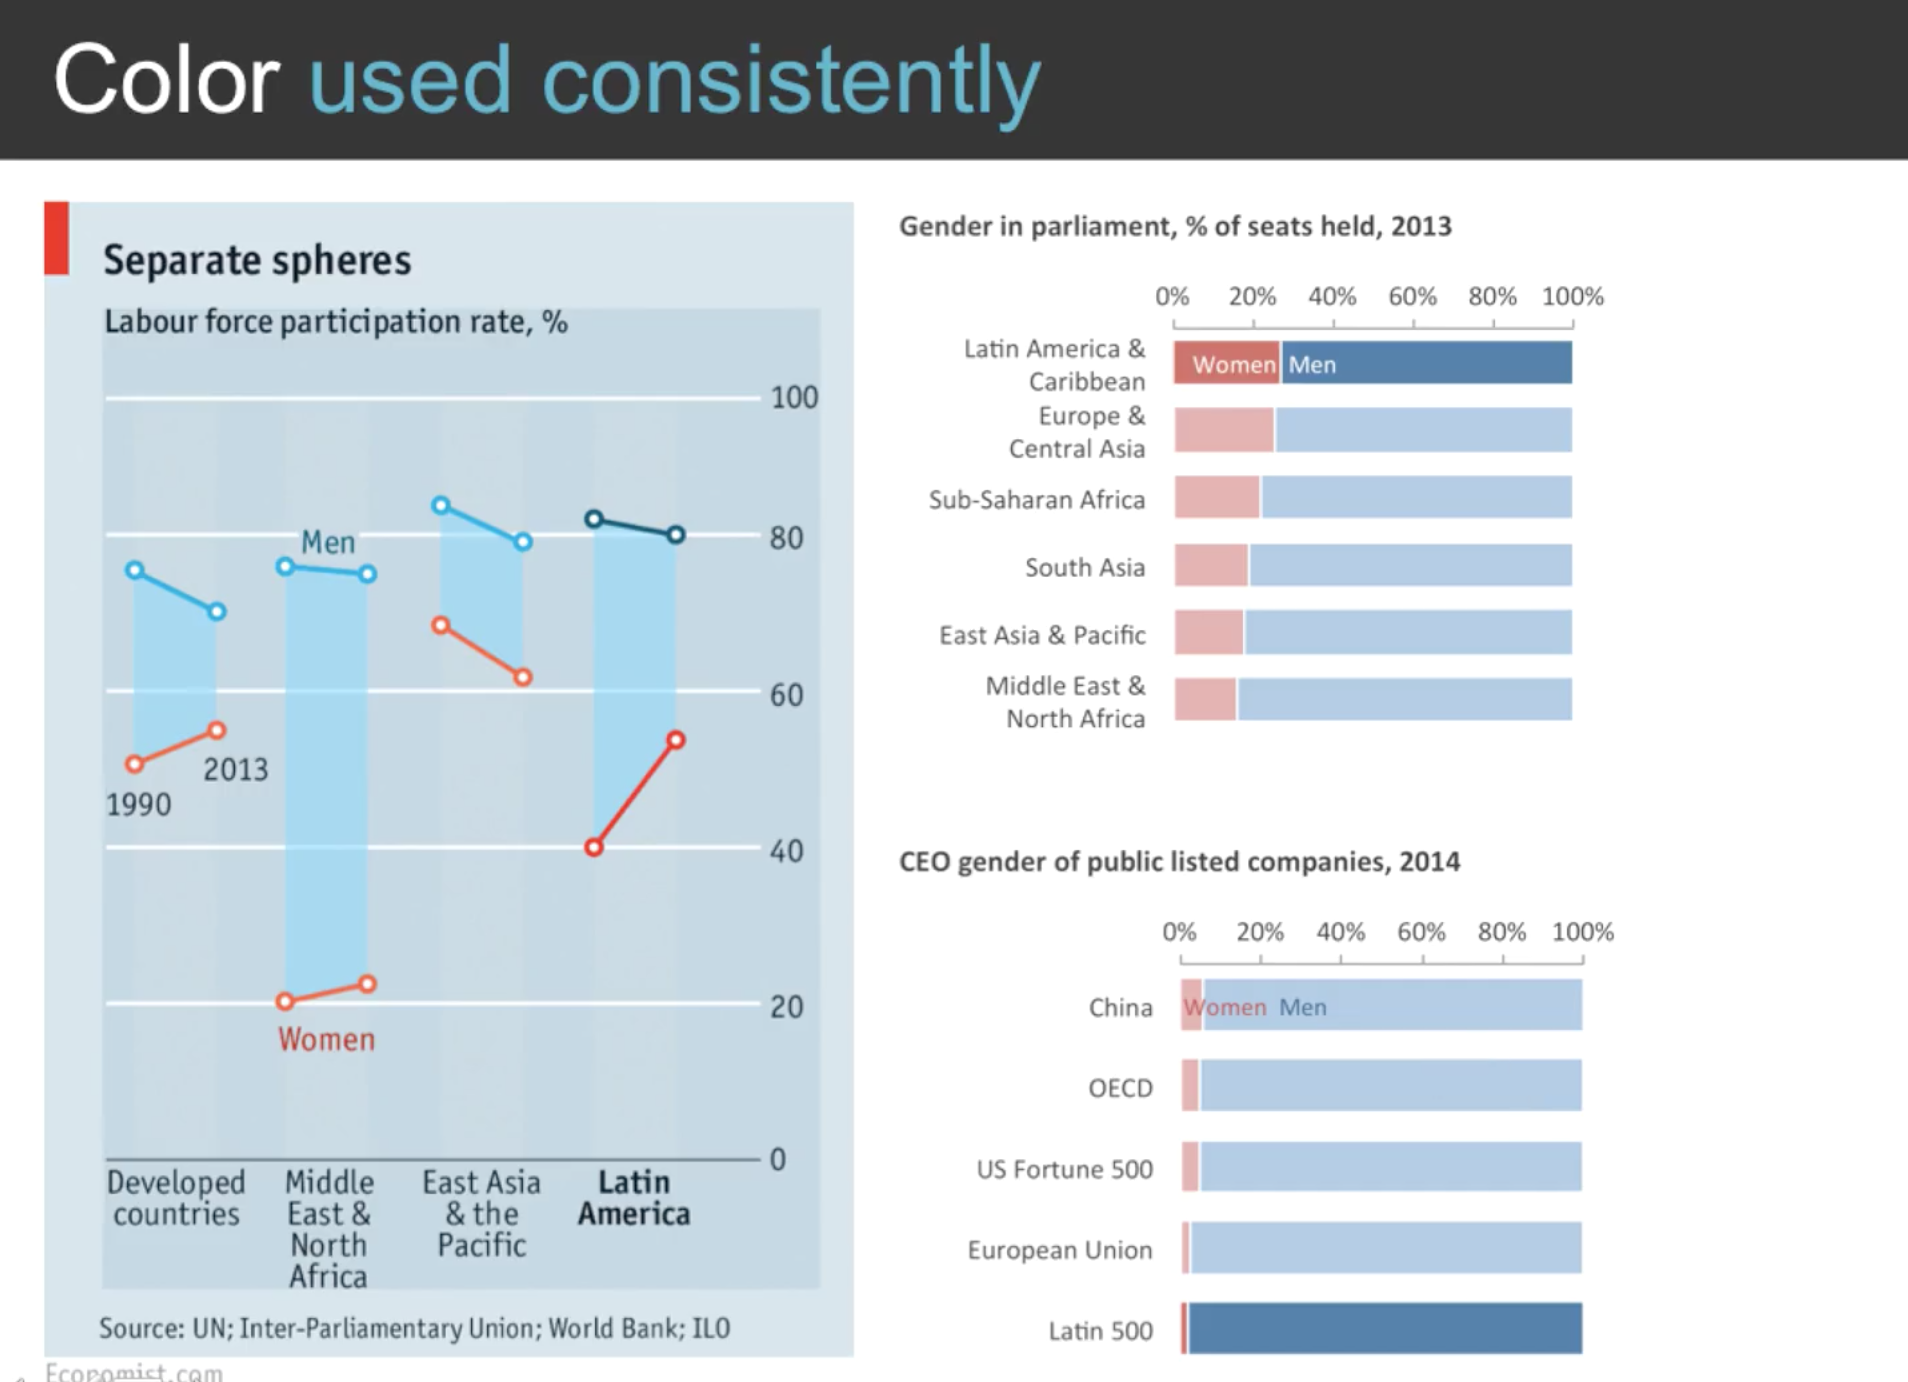 Color used consistently
Separate spheres
Labour force participation rate, %
100
80
60
40
20
0
Men
Women
1990
2013
Developed
countries
Middle
East &
North
Africa
East Asia
& the
Pacific
Latin
America
Source: UN; Inter-Parliamentary Union; World Bank; ILO
Economist.com
Gender in parliament, % of seats held, 2013
0% 20% 40% 60% 80% 100%
Latin America &
Caribbean
Women Men
Europe &
Central Asia
Sub-Saharan Africa
South Asia
East Asia & Pacific
Middle East &
North Africa
CEO gender of public listed companies, 2014
0% 20% 40% 60% 80% 100%
China
Women Men
OECD
US Fortune 500
European Union
Latin 500